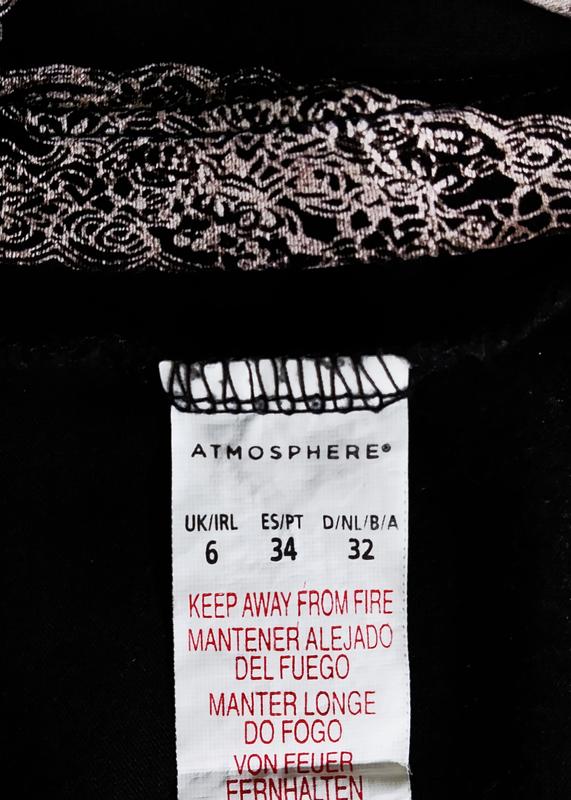 ATMOSPHERE®
UK/IRL ES/PT D/NL/B/A
6 34 32
KEEP AWAY FROM FIRE
MANTENER ALEJADO
DEL FUEGO
MANTER LONGE
DO FOGO
VON FEUER
FERNHALTEN